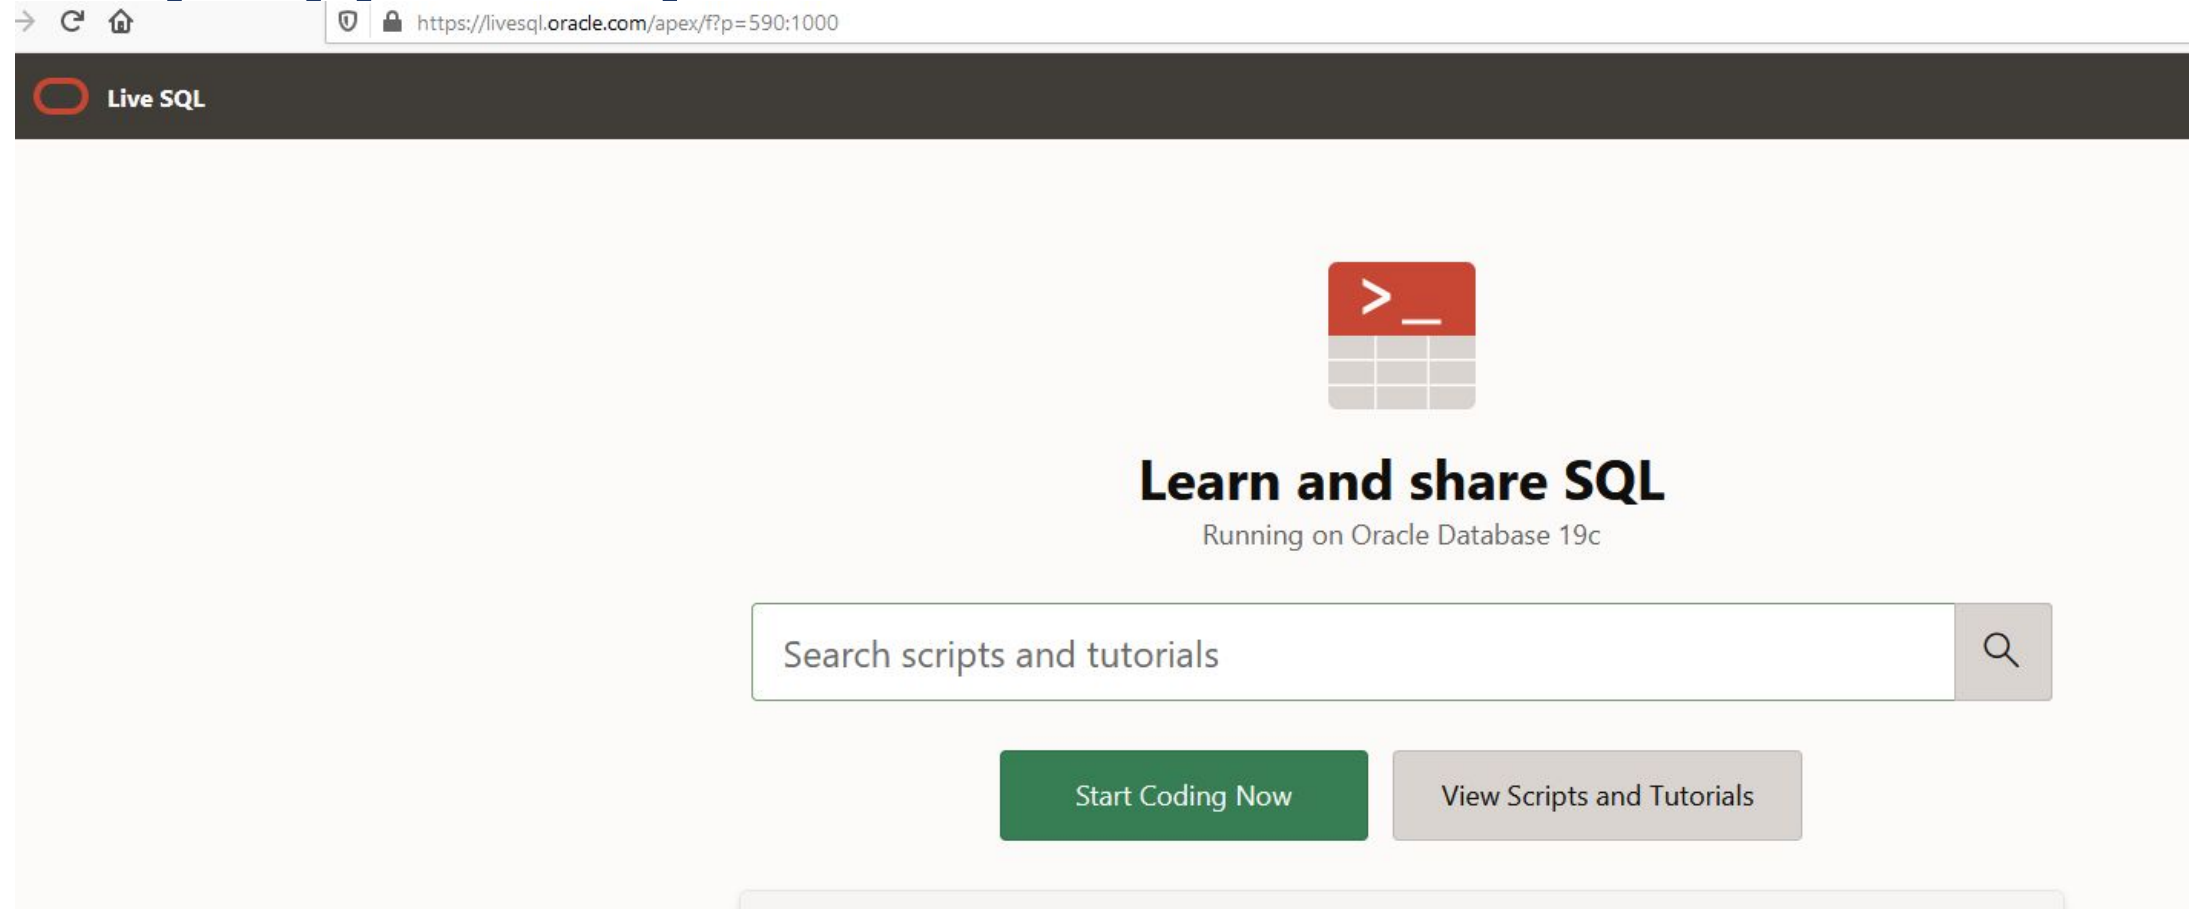 https://livesql.oracle.com/apex/f?p=590:1000
Live SQL
>_
Learn and share SQL
Running on Oracle Database 19c
Search scripts and tutorials
Start Coding Now
View Scripts and Tutorials